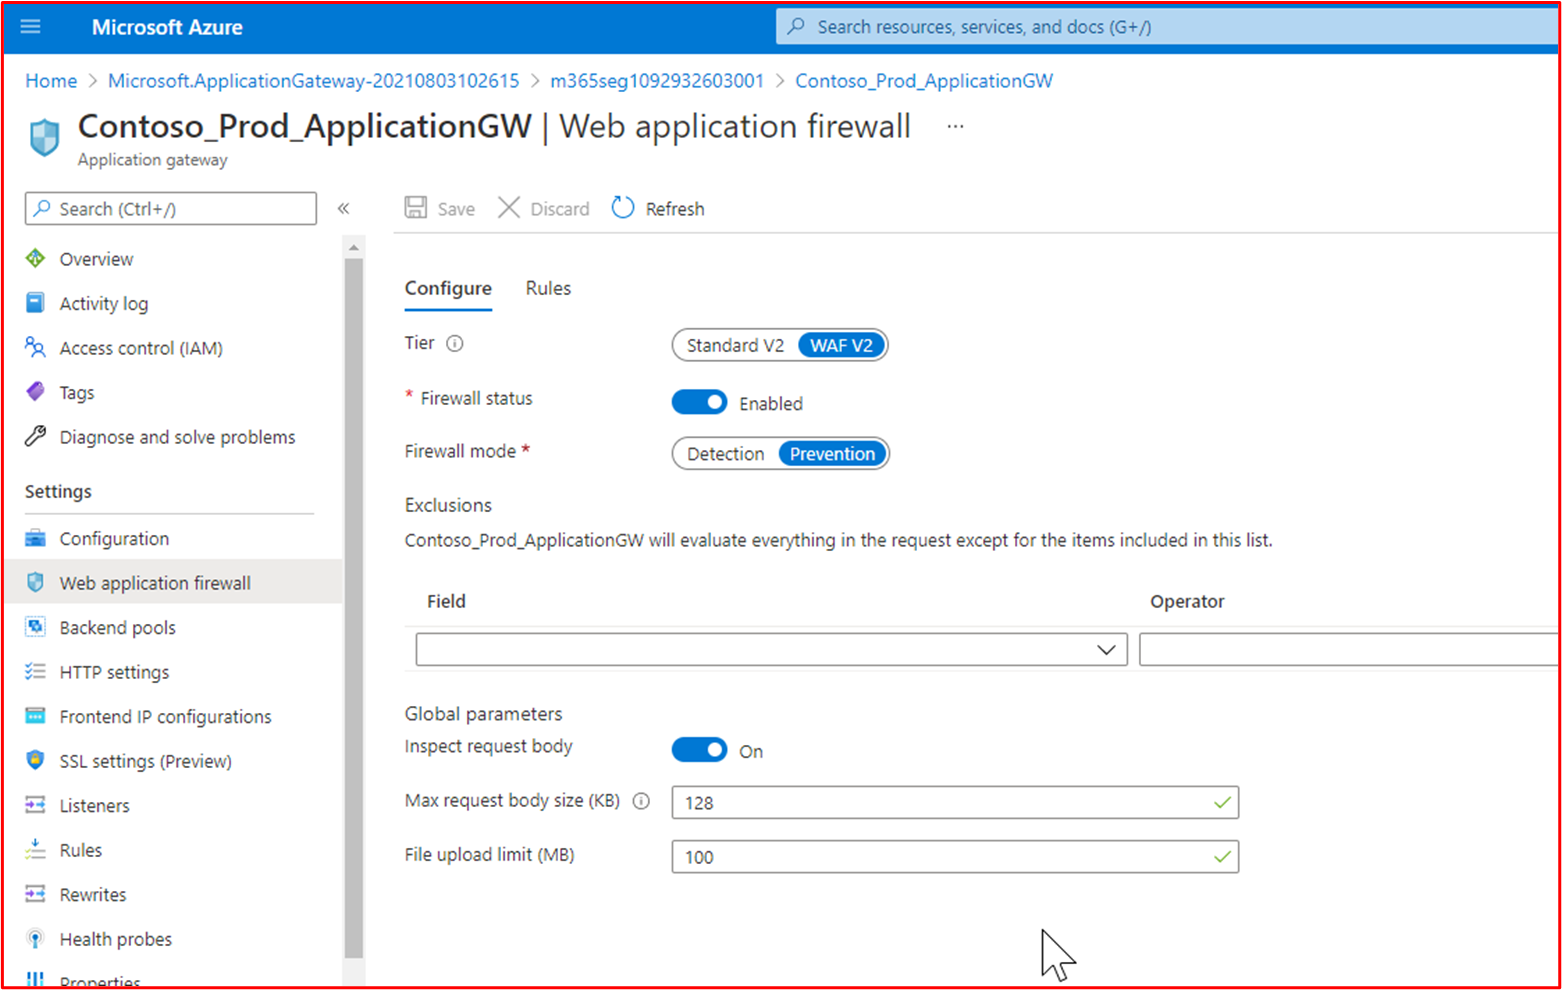 Microsoft Azure
Search resources, services, and docs (G+/)
Home > Microsoft.ApplicationGateway-20210803102615 > m365seg1092932603001 > Contoso_Prod_ApplicationGW
Contoso_Prod_ApplicationGW | Web application firewall ...
Application gateway
Search (Ctrl+/)
«
Overview
Activity log
Access control (IAM)
Tags
Diagnose and solve problems
Settings
Configuration
Web application firewall
Backend pools
HTTP settings
Frontend IP configurations
SSL settings (Preview)
Listeners
Rules
Rewrites
Health probes
Properties
Save Discard Refresh
Configure Rules
Tier Standard V2 WAF V2
* Firewall status Enabled
Firewall mode * Detection Prevention
Exclusions
Contoso_Prod_ApplicationGW will evaluate everything in the request except for the items included in this list.
Field Operator
Global parameters
Inspect request body On
Max request body size (KB) 128
File upload limit (MB) 100